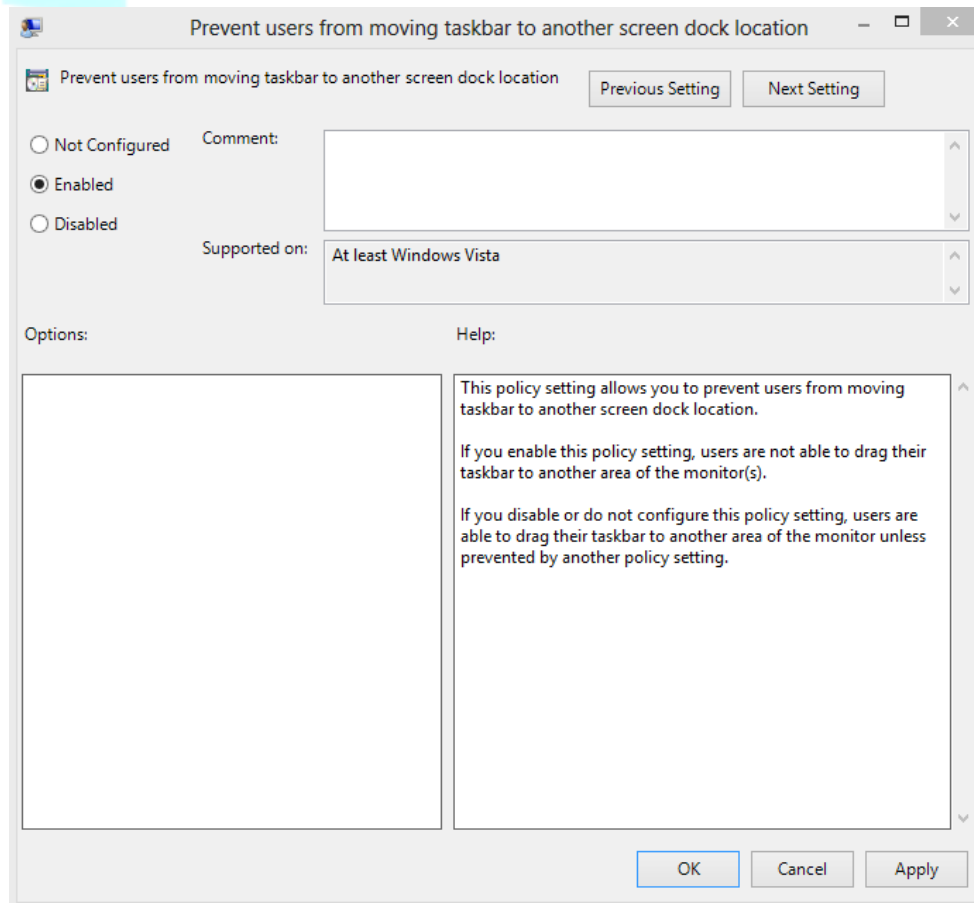 Prevent users from moving taskbar to another screen dock location
Prevent users from moving taskbar to another screen dock location
Previous Setting
Next Setting
Not Configured
Comment:
Enabled
Disabled
Supported on:
At least Windows Vista
Options:
Help:
This policy setting allows you to prevent users from moving
taskbar to another screen dock location.
If you enable this policy setting, users are not able to drag their
taskbar to another area of the monitor(s).
If you disable or do not configure this policy setting, users are
able to drag their taskbar to another area of the monitor unless
prevented by another policy setting.
OK
Cancel
Apply